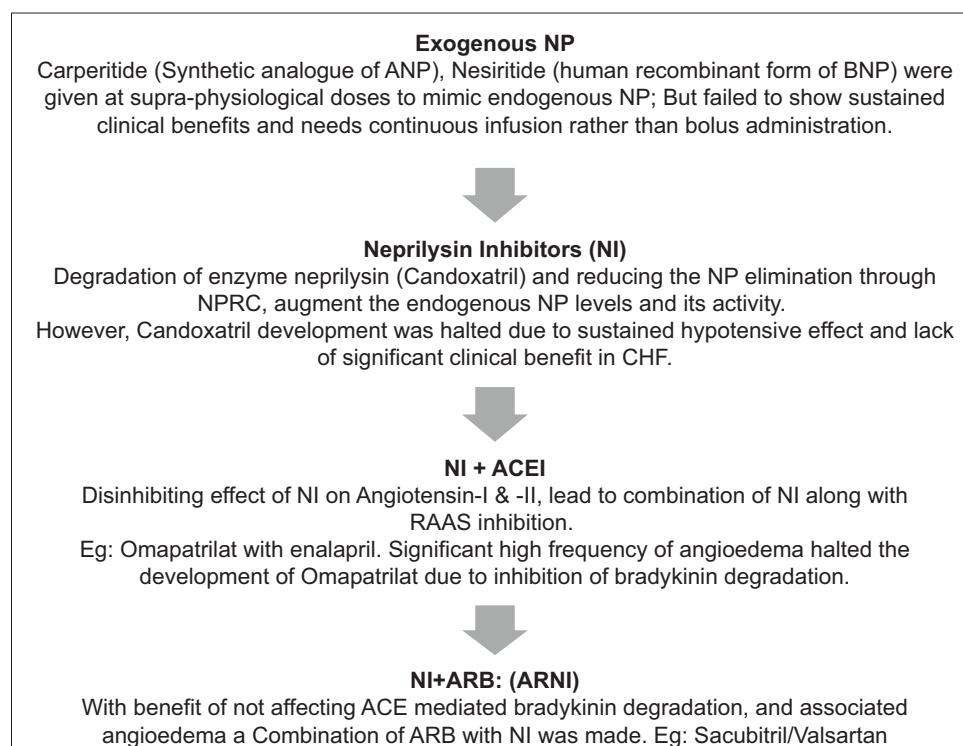 Exogenous NP
Carperitide (Synthetic analogue of ANP), Nesiritide (human recombinant form of BNP) were
given at supra-physiological doses to mimic endogenous NP; But failed to show sustained
clinical benefits and needs continuous infusion rather than bolus administration.
Neprilysin Inhibitors (NI)
Degradation of enzyme neprilysin (Candoxatril) and reducing the NP elimination through
NPRC, augment the endogenous NP levels and its activity.
However, Candoxatril development was halted due to sustained hypotensive effect and lack
of significant clinical benefit in CHF.
NI + ACEI
Disinhibiting effect of NI on Angiotensin-I & -II, lead to combination of NI along with
RAAS inhibition.
Eg: Omapatrilat with enalapril. Significant high frequency of angioedema halted the
development of Omapatrilat due to inhibition of bradykinin degradation.
NI+ARB: (ARNI)
With benefit of not affecting ACE mediated bradykinin degradation, and associated
angioedema a Combination of ARB with NI was made. Eg: Sacubitril/Valsartan